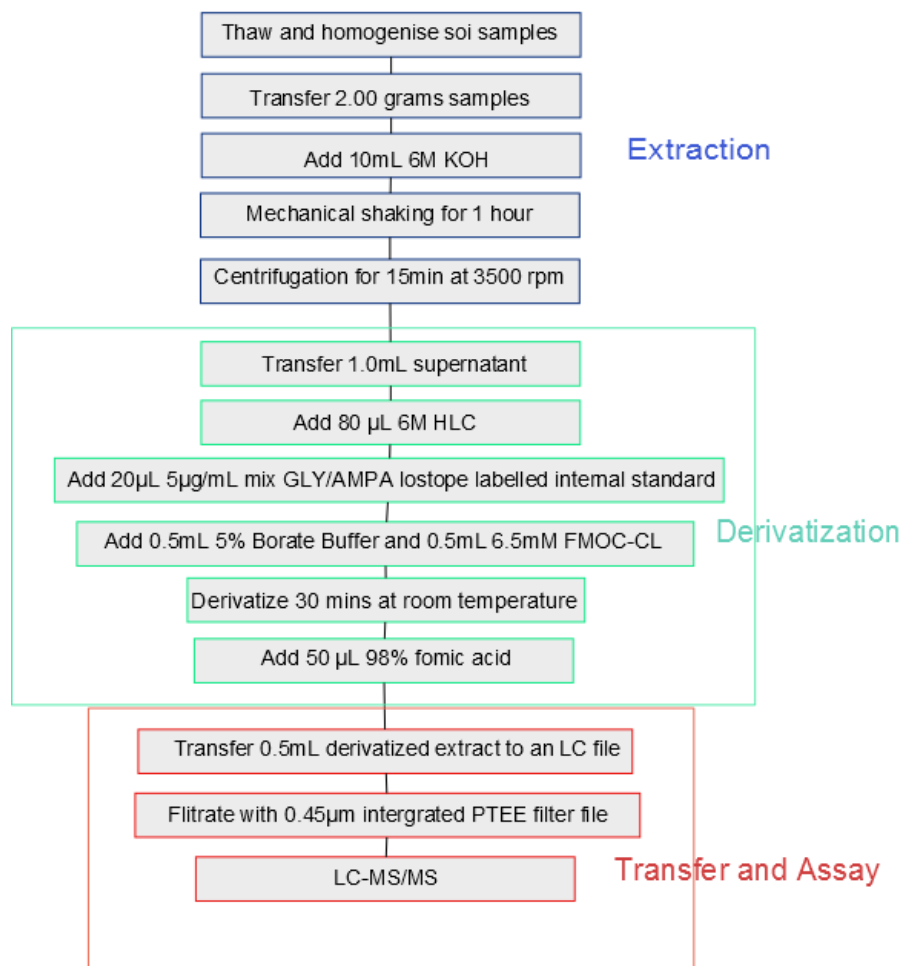 Thaw and homogenise soi samples
Transfer 2.00 grams samples
Add 10mL 6M KOH
Extraction
Mechanical shaking for 1 hour
Centrifugation for 15min at 3500 rpm
Transfer 1.0mL supernatant
Add 80 µL 6M HLC
Add 20µL 5µg/mL mix GLY/AMPA Iostope labelled internal standard
Add 0.5mL 5% Borate Buffer and 0.5mL 6.5mM FMOC-CL
Derivatization
Derivatize 30 mins at room temperature
Add 50 µL 98% fomic acid
Transfer 0.5mL derivatized extract to an LC file
Flitrate with 0.45µm intergrated PTEE filter file
LC-MS/MS
Transfer and Assay